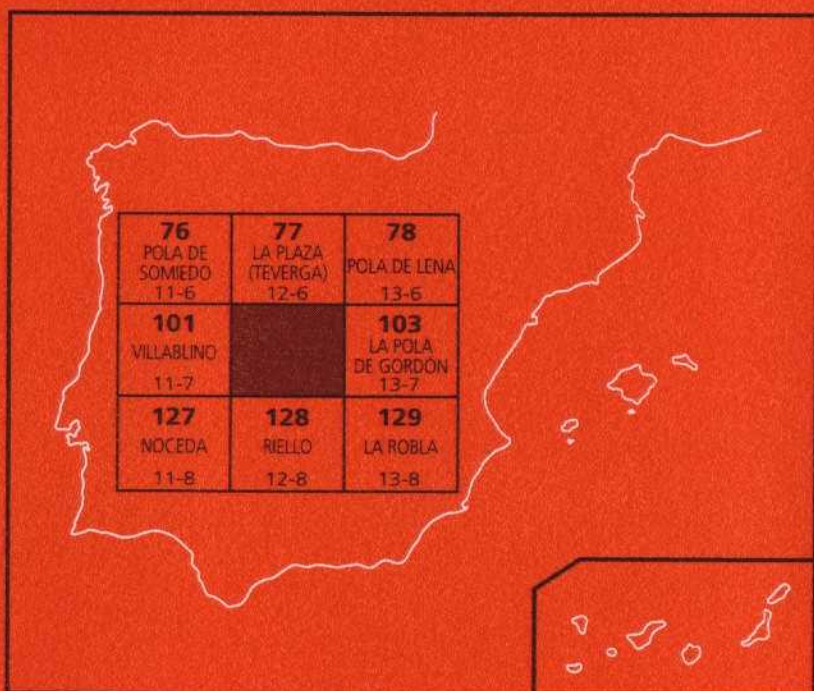 76
POLA DE
SOMIEDO
11-6
77
LA PLAZA
(TEVERGA)
12-6
78
POLA DE LENA
13-6
101
VILLABLINO
11-7
103
LA POLA
DE GORDÓN
13-7
127
NOCEDA
11-8
128
RIELLO
12-8
129
LA ROBLA
13-8